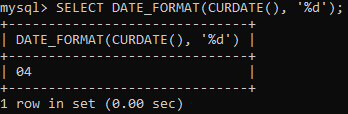 mysql> SELECT DATE_FORMAT(CURDATE(), '%d');
+-----------------------------+
| DATE_FORMAT(CURDATE(), '%d') |
+-----------------------------+
| 04                          |
+-----------------------------+
1 row in set (0.00 sec)